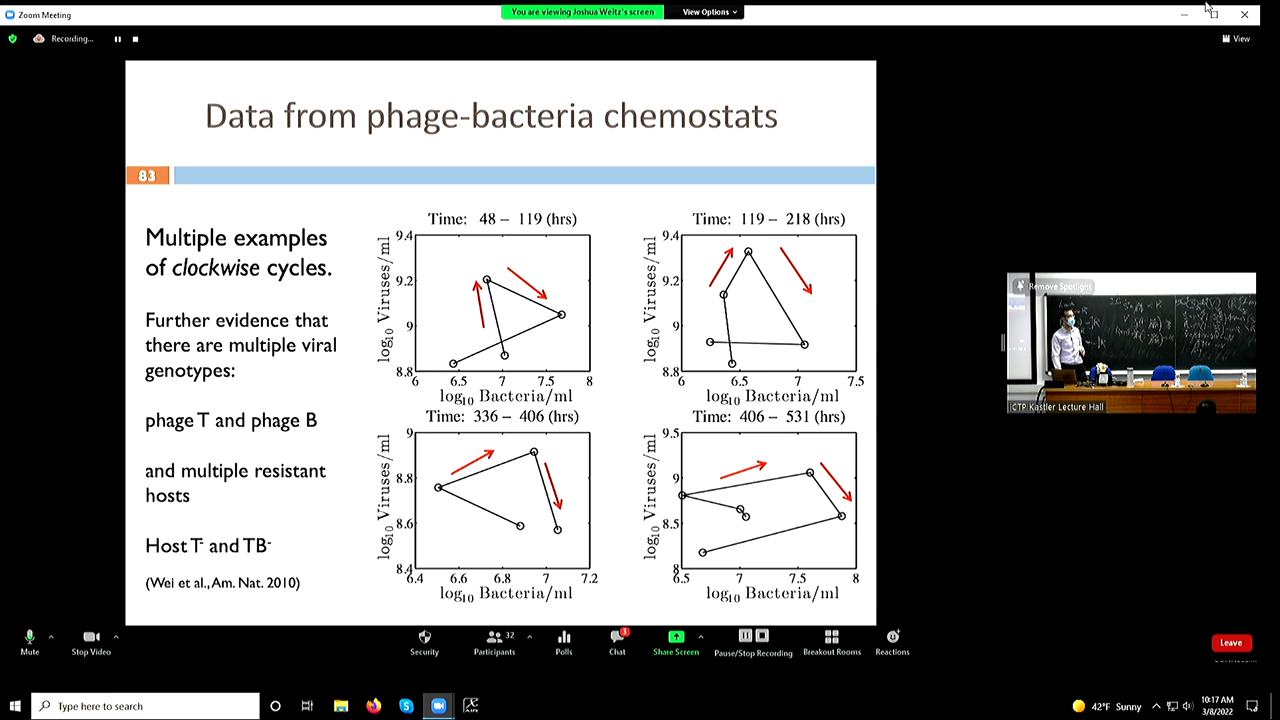 Zoom Meeting
You are viewing Joshua Weitz's screen
View Options
Recording...
View
Data from phage-bacteria chemostats
83
Multiple examples
of clockwise cycles.
Further evidence that
there are multiple viral
genotypes:
phage T and phage B
and multiple resistant
hosts
Host T- and TB-
(Wei et al., Am. Nat. 2010)
Time: 48 – 119 (hrs)
9.4
9.2
9
8.8
log10 Viruses/ml
6 6.5 7 7.5 8
log10 Bacteria/ml
Time: 119 – 218 (hrs)
9.4
9.2
9
8.8
log10 Viruses/ml
6 6.5 7 7.5
log10 Bacteria/ml
Time: 336 – 406 (hrs)
9
8.8
8.6
8.4
log10 Viruses/ml
6.4 6.6 6.8 7 7.2
log10 Bacteria/ml
Time: 406 – 531 (hrs)
9.5
9
8.5
8
log10 Viruses/ml
6.5 7 7.5 8
log10 Bacteria/ml
Remove Spotlight
ICTP Kastler Lecture Hall
Mute
Stop Video
Security
32
Participants
Polls
3
Chat
Share Screen
Pause/Stop Recording
Breakout Rooms
Reactions
Leave
Type here to search
42°F Sunny
10:17 AM
3/8/2022